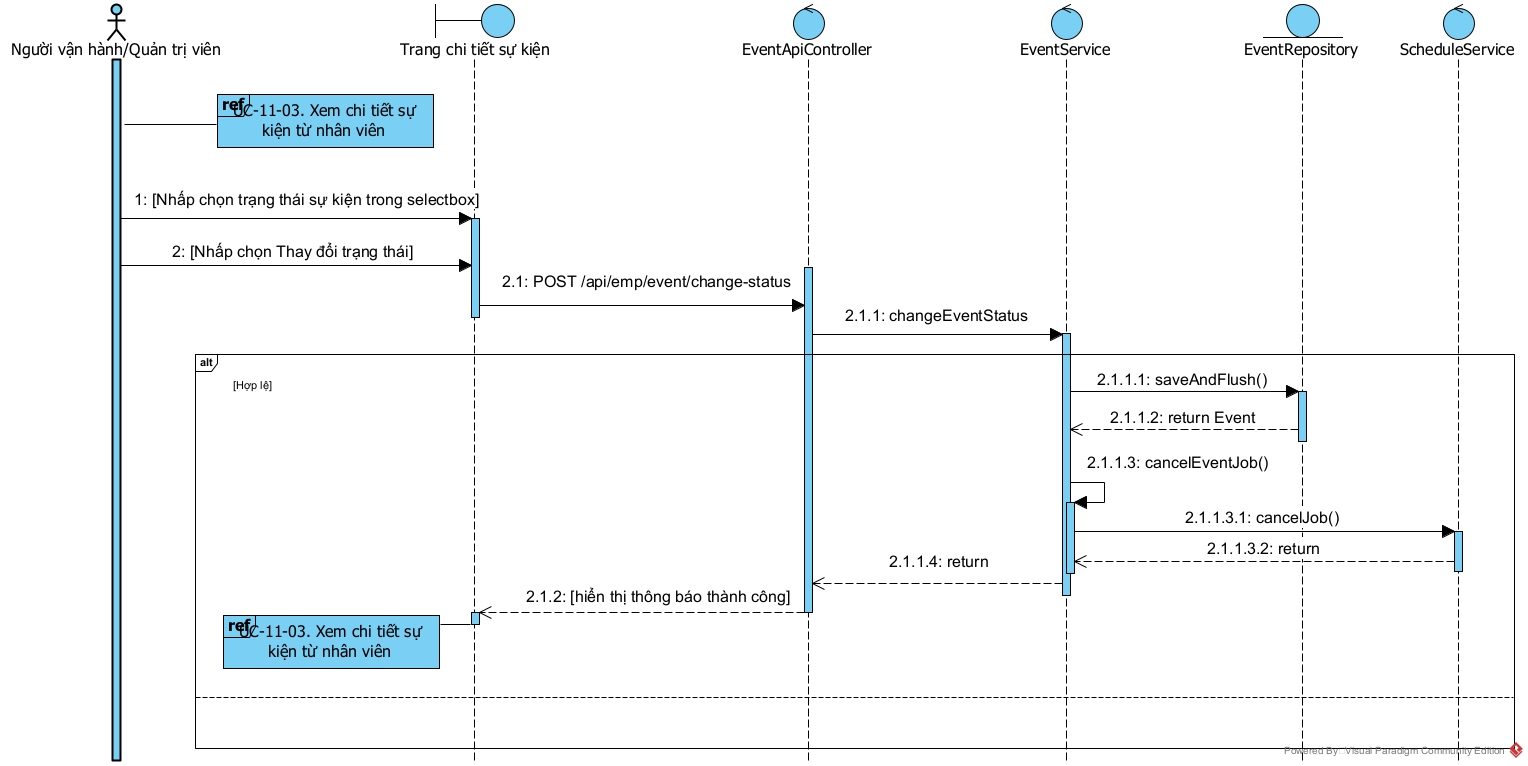 Người vận hành/Quản trị viên
Trang chi tiết sự kiện
EventApiController
EventService
EventRepository
ScheduleService
ref
UC-11-03. Xem chi tiết sự
kiện từ nhân viên
1: [Nhấp chọn trạng thái sự kiện trong selectbox]
2: [Nhấp chọn Thay đổi trạng thái]
2.1: POST /api/emp/event/change-status
2.1.1: changeEventStatus
alt
[Hợp lệ]
2.1.1.1: saveAndFlush()
2.1.1.2: return Event
2.1.1.3: cancelEventJob()
2.1.1.3.1: cancelJob()
2.1.1.3.2: return
2.1.1.4: return
2.1.2: [hiển thị thông báo thành công]
ref
UC-11-03. Xem chi tiết sự
kiện từ nhân viên
Powered By: Visual Paradigm Community Edition